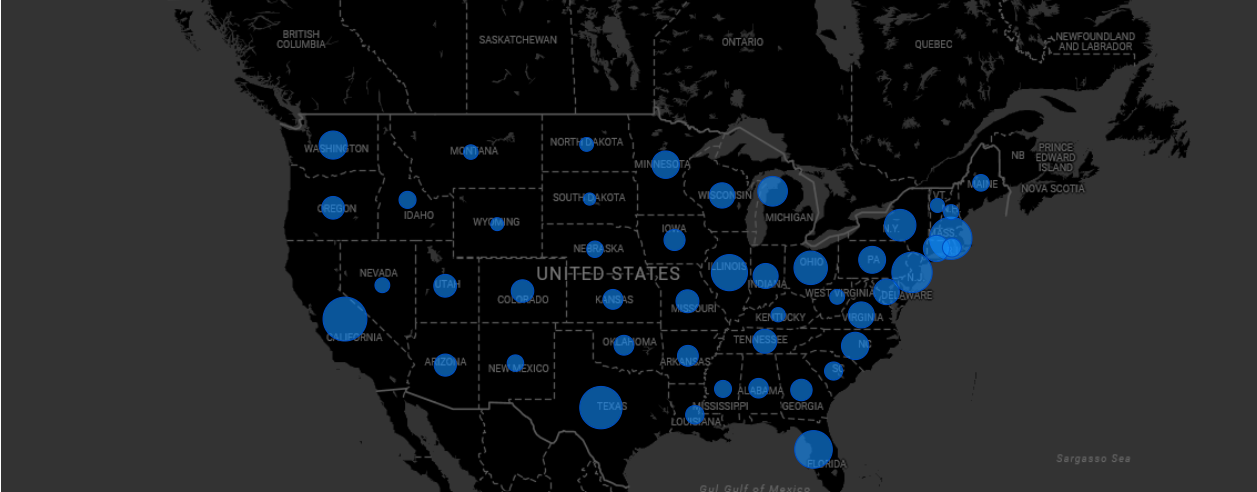 BRITISH
COLUMBIA
SASKATCHEWAN
ONTARIO
QUEBEC
NEWFOUNDLAND
AND LABRADOR
WASHINGTON
MONTANA
NORTH DAKOTA
MINNESOTA
NB
PRINCE
EDWARD
ISLAND
MAINE
NOVA SCOTIA
OREGON
IDAHO
SOUTH DAKOTA
WISCONSIN
MICHIGAN
VT
N.H.
WYOMING
IOWA
N.Y.
MASS
NEBRASKA
PA
OHIO
ILLINOIS
NEVADA
UNITED STATES
N.J.
UTAH
COLORADO
KANSAS
MISSOURI
INDIANA
WEST VIRGINIA
DELAWARE
KENTUCKY
VIRGINIA
CALIFORNIA
OKLAHOMA
TENNESSEE
NC
ARIZONA
NEW MEXICO
ARKANSAS
SC
ALABAMA
TEXAS
MISSISSIPPI
GEORGIA
LOUISIANA
FLORIDA
Sargasso Sea
Gulf of Mexico